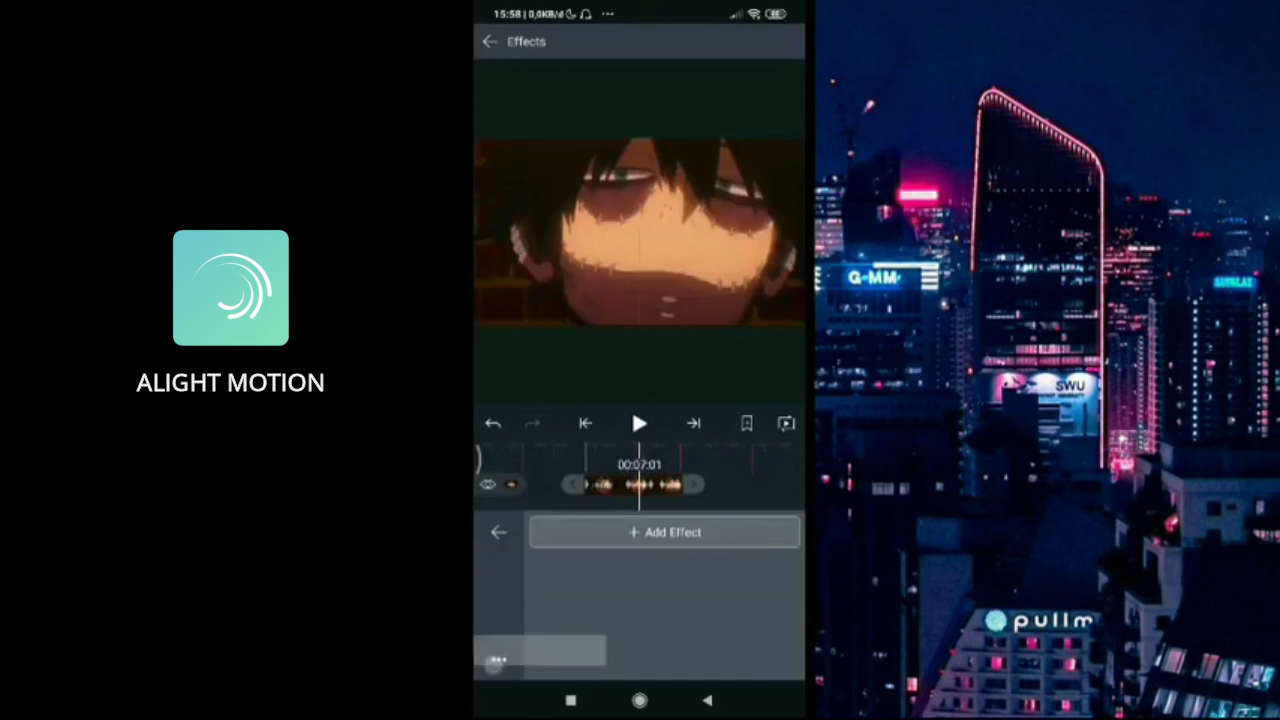 15:58 | 0,0KB/d
Effects
ALIGHT MOTION
00:07:01
+ Add Effect
G-MM
SWU
pullm